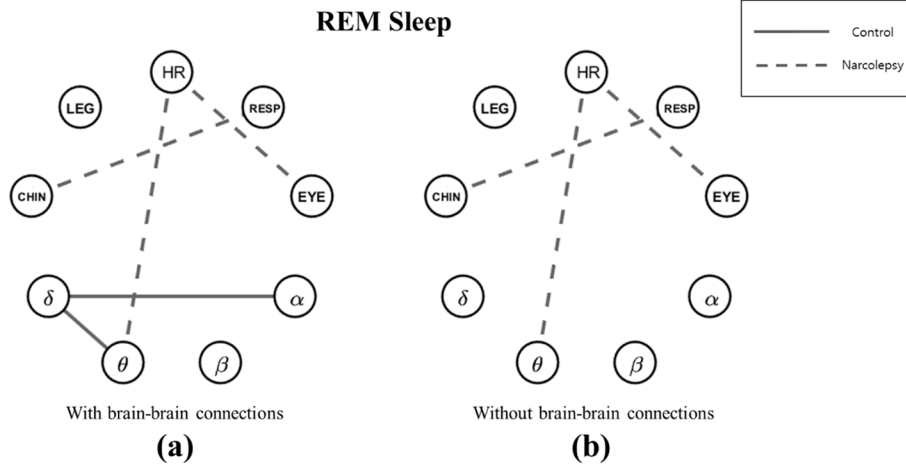 REM Sleep
Control
Narcolepsy
HR
LEG
RESP
CHIN
EYE
δ
α
θ
β
With brain-brain connections
(a)
HR
LEG
RESP
CHIN
EYE
δ
α
θ
β
Without brain-brain connections
(b)